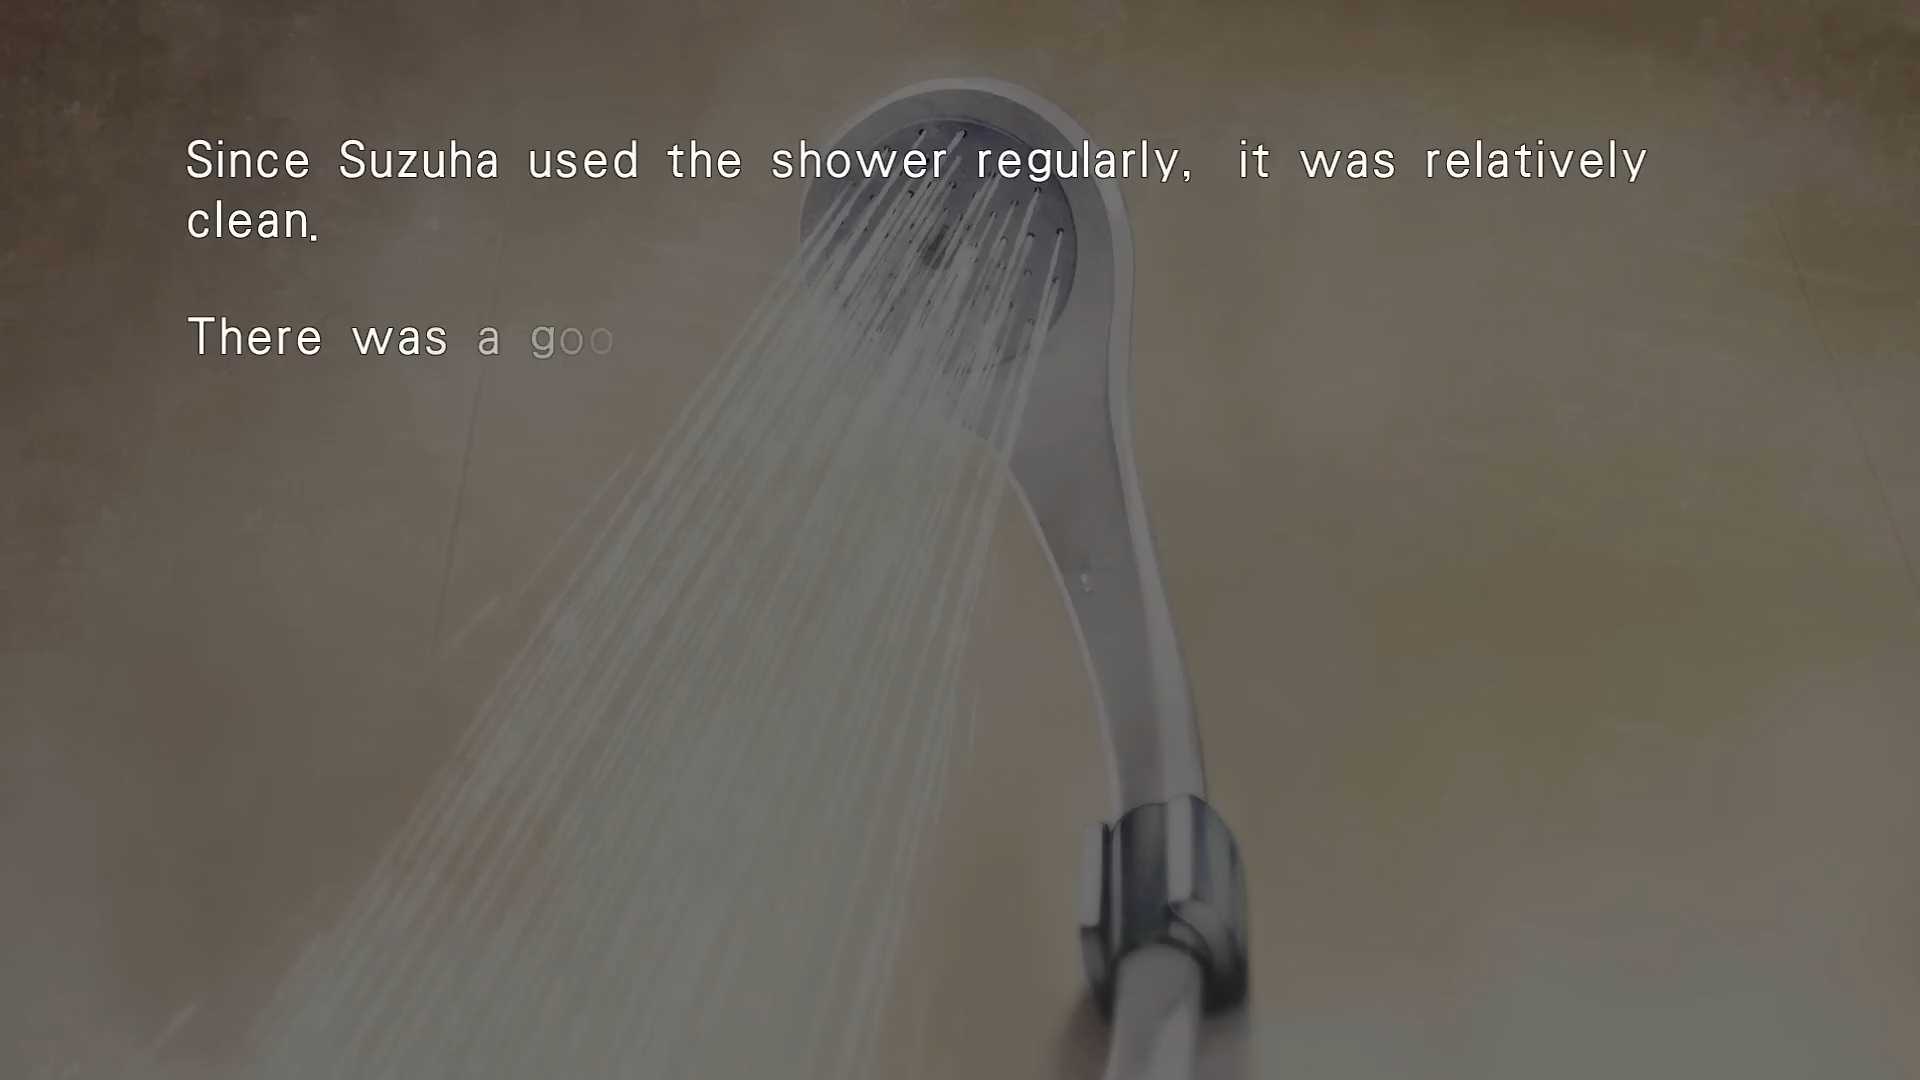 Since Suzuha used the shower regularly, it was relatively
clean.
There was a goo